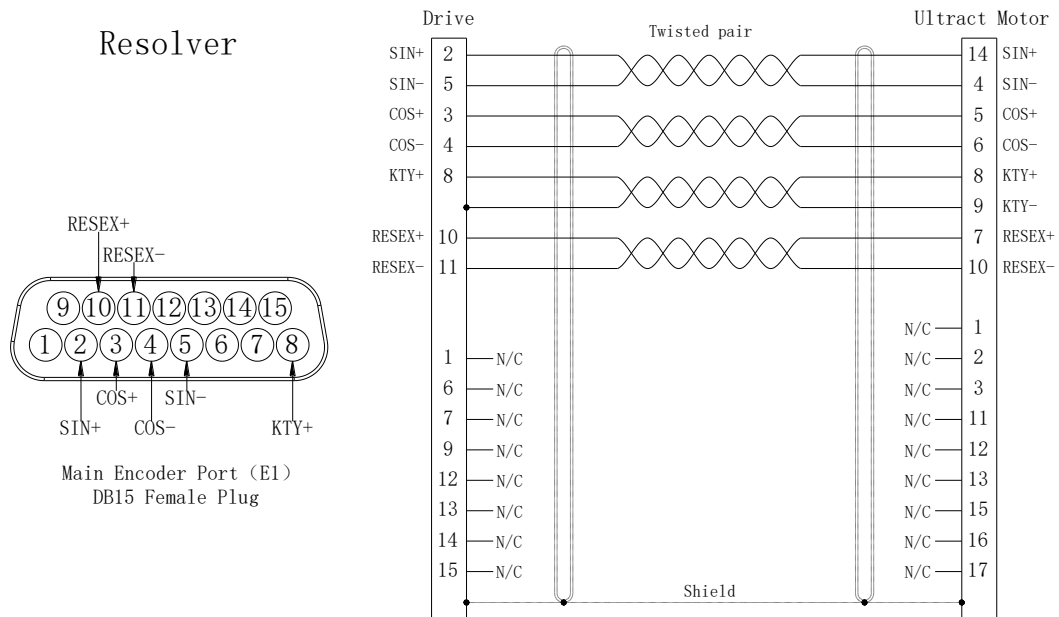 Resolver
RESEX+
RESEX-
9 10 11 12 13 14 15
1 2 3 4 5 6 7 8
COS+ SIN-
SIN+ COS- KTY+
Main Encoder Port（E1）
DB15 Female Plug
Drive Twisted pair Ultract Motor
SIN+ 2 14 SIN+
SIN- 5 4 SIN-
COS+ 3 5 COS+
COS- 4 6 COS-
KTY+ 8 8 KTY+
9 KTY-
RESEX+ 10 7 RESEX+
RESEX- 11 10 RESEX-
N/C 1
1 N/C N/C 2
6 N/C N/C 3
7 N/C N/C 11
9 N/C N/C 12
12 N/C N/C 13
13 N/C N/C 15
14 N/C N/C 16
15 N/C N/C 17
Shield